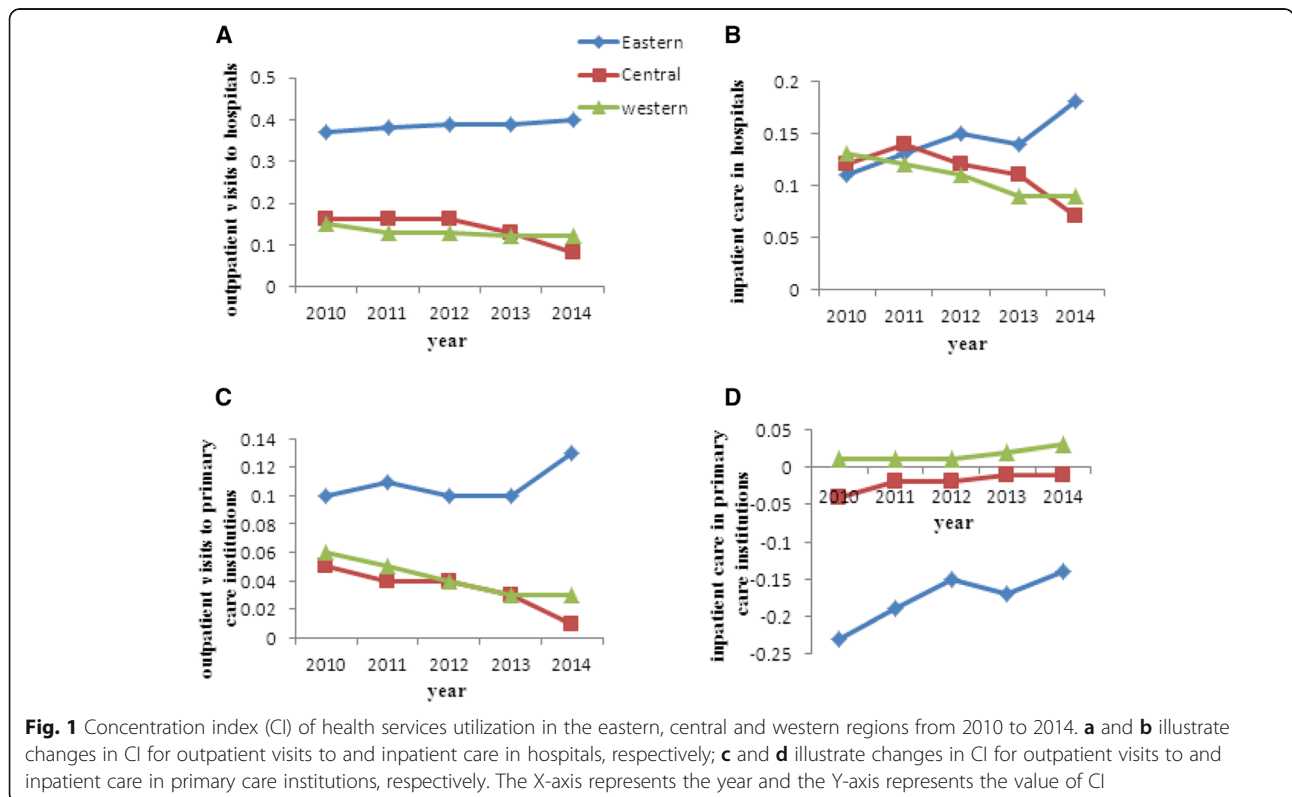 A
Eastern
Central
western
outppatient visits to hospitals
0.5
0.4
0.3
0.2
0.1
0
2010 2011 2012 2013 2014
year
B
inpatient care in hospitals
0.2
0.15
0.1
0.05
0
2010 2011 2012 2013 2014
year
C
outpatient visits to primary
care institutions
0.14
0.12
0.1
0.08
0.06
0.04
0.02
0
2010 2011 2012 2013 2014
year
D
inpatient care in primary
care institutions
0.05
0
-0.05
-0.1
-0.15
-0.2
-0.25
2010 2011 2012 2013 2014
year
Fig. 1 Concentration index (CI) of health services utilization in the eastern, central and western regions from 2010 to 2014. a and b illustrate
changes in CI for outpatient visits to and inpatient care in hospitals, respectively; c and d illustrate changes in CI for outpatient visits to and
inpatient care in primary care institutions, respectively. The X-axis represents the year and the Y-axis represents the value of CI